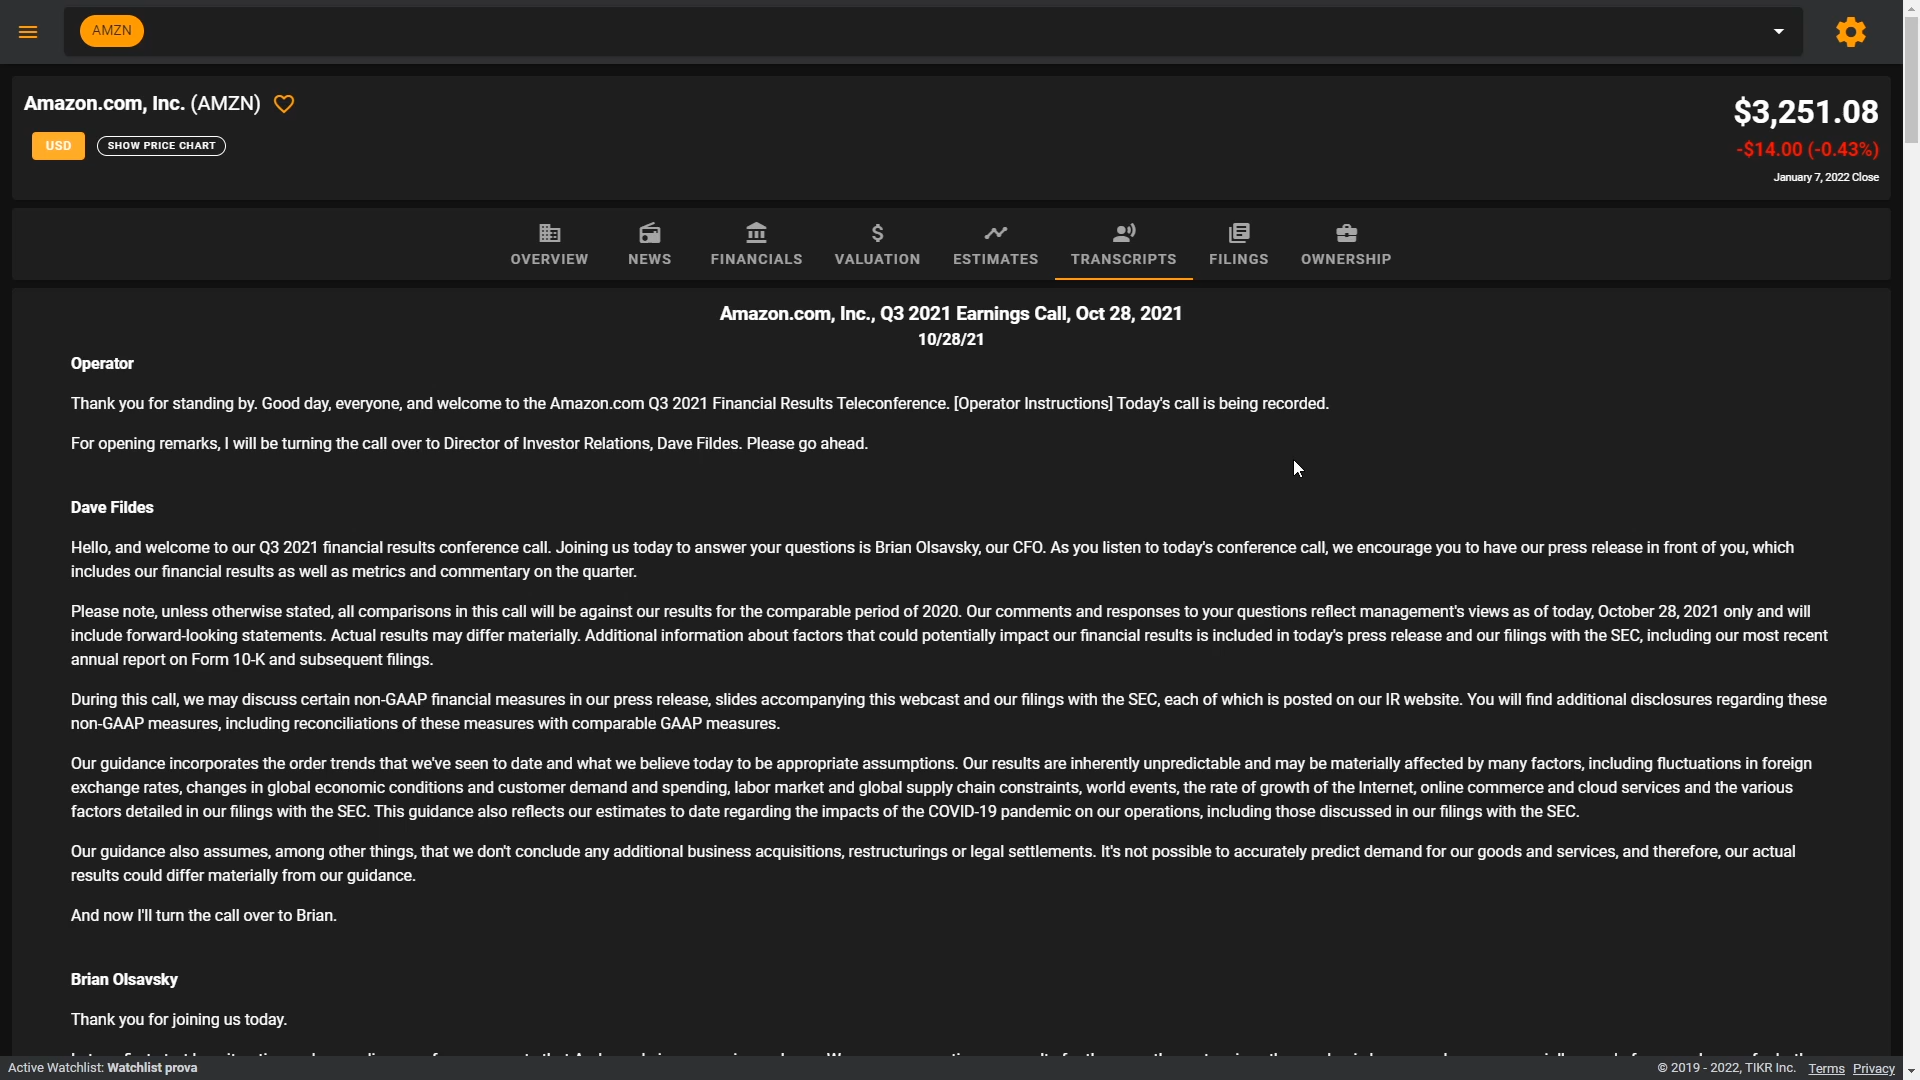 AMZN
Amazon.com, Inc. (AMZN)
USD
SHOW PRICE CHART
$3,251.08
-$14.00 (-0.43%)
January 7, 2022 Close
OVERVIEW
NEWS
FINANCIALS
VALUATION
ESTIMATES
TRANSCRIPTS
FILINGS
OWNERSHIP
Amazon.com, Inc., Q3 2021 Earnings Call, Oct 28, 2021
10/28/21
Operator
Thank you for standing by. Good day, everyone, and welcome to the Amazon.com Q3 2021 Financial Results Teleconference. [Operator Instructions] Today's call is being recorded.
For opening remarks, I will be turning the call over to Director of Investor Relations, Dave Fildes. Please go ahead.
Dave Fildes
Hello, and welcome to our Q3 2021 financial results conference call. Joining us today to answer your questions is Brian Olsavsky, our CFO. As you listen to today's conference call, we encourage you to have our press release in front of you, which
includes our financial results as well as metrics and commentary on the quarter.
Please note, unless otherwise stated, all comparisons in this call will be against our results for the comparable period of 2020. Our comments and responses to your questions reflect management's views as of today, October 28, 2021 only and will
include forward-looking statements. Actual results may differ materially. Additional information about factors that could potentially impact our financial results is included in today's press release and our filings with the SEC, including our most recent
annual report on Form 10-K and subsequent filings.
During this call, we may discuss certain non-GAAP financial measures in our press release, slides accompanying this webcast and our filings with the SEC, each of which is posted on our IR website. You will find additional disclosures regarding these
non-GAAP measures, including reconciliations of these measures with comparable GAAP measures.
Our guidance incorporates the order trends that we've seen to date and what we believe today to be appropriate assumptions. Our results are inherently unpredictable and may be materially affected by many factors, including fluctuations in foreign
exchange rates, changes in global economic conditions and customer demand and spending, labor market and global supply chain constraints, world events, the rate of growth of the Internet, online commerce and cloud services and the various
factors detailed in our filings with the SEC. This guidance also reflects our estimates to date regarding the impacts of the COVID-19 pandemic on our operations, including those discussed in our filings with the SEC.
Our guidance also assumes, among other things, that we don't conclude any additional business acquisitions, restructurings or legal settlements. It's not possible to accurately predict demand for our goods and services, and therefore, our actual
results could differ materially from our guidance.
And now I'll turn the call over to Brian.
Brian Olsavsky
Thank you for joining us today.
Active Watchlist: Watchlist prova
© 2019 - 2022, TIKR Inc. Terms Privacy